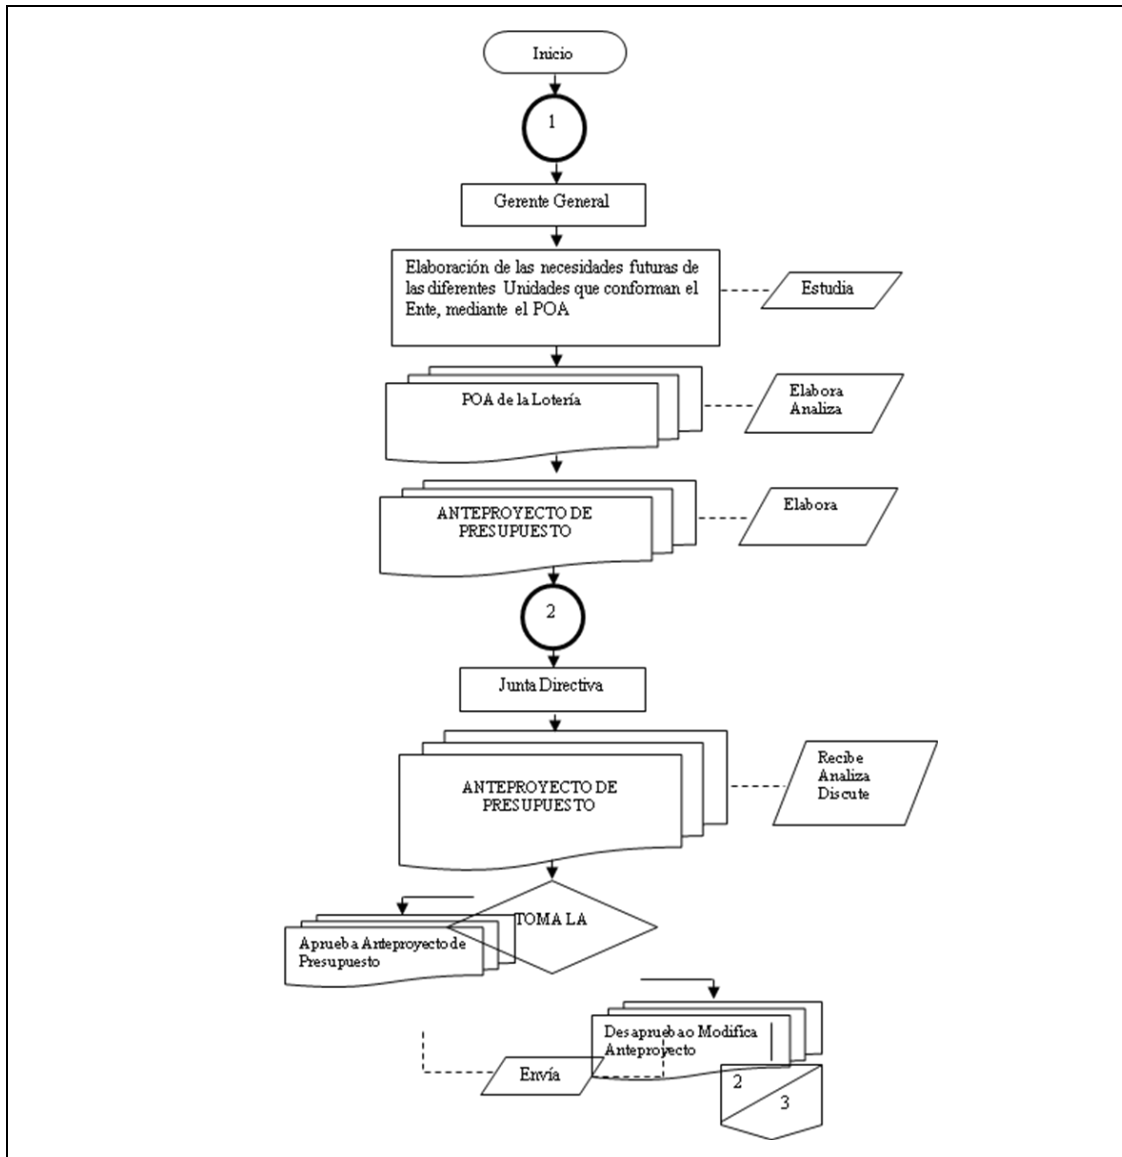 Inicio
1
Gerente General
Elaboración de las necesidades futuras de
las diferentes Unidades que conforman el
Ente, mediante el POA
Estudia
POA de la Lotería
Elabora
Analiza
ANTEPROYECTO DE
PRESUPUESTO
Elabora
2
Junta Directiva
ANTEPROYECTO DE
PRESUPUESTO
Recibe
Analiza
Discute
TOMA LA
Aprueba Anteproyecto de
Presupuesto
Desaprueba o Modifica
Anteproyecto
Envía
2
3